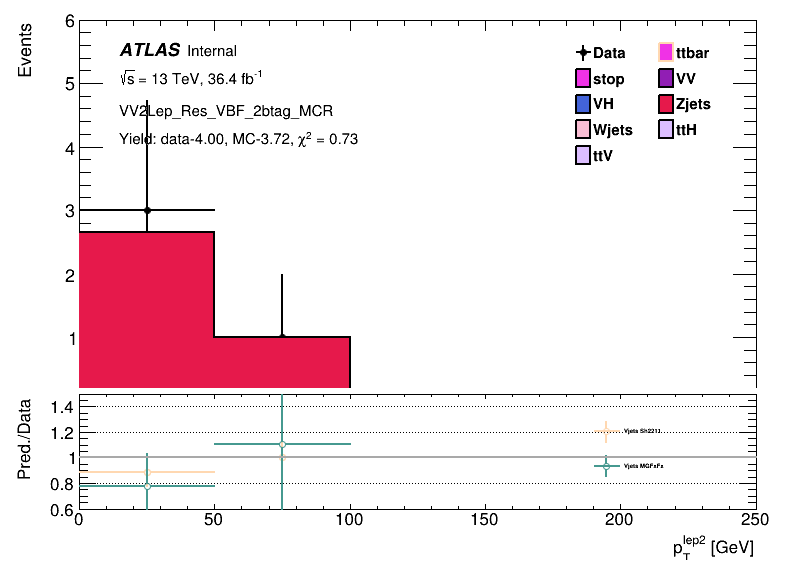 Events
6
5
4
3
2
1
ATLAS Internal
√s = 13 TeV, 36.4 fb⁻¹
VV2Lep_Res_VBF_2btag_MCR
Yield: data-4.00, MC-3.72, χ² = 0.73
Data
ttbar
stop
VV
VH
Zjets
Wjets
ttH
ttV
Pred./Data
1.4
1.2
1
0.8
0.6
Vjets Sh2211
Vjets MGFxFx
0 50 100 150 200 250
p_T^lep2 [GeV]